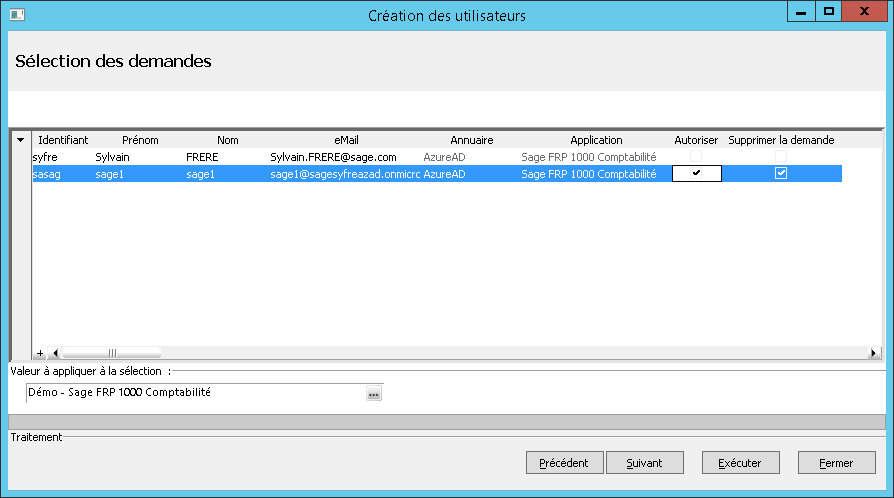 Création des utilisateurs
Sélection des demandes
Identifiant Prénom Nom eMail Annuaire Application Autoriser Supprimer la demande
syfre Sylvain FRERE Sylvain.FRERE@sage.com AzureAD Sage FRP 1000 Comptabilité
sasag sage1 sage1 sage1@sagesyfreazad.onmicro AzureAD Sage FRP 1000 Comptabilité
Valeur à appliquer à la sélection :
Démo - Sage FRP 1000 Comptabilité ...
Traitement
Précédent Suivant Exécuter Fermer